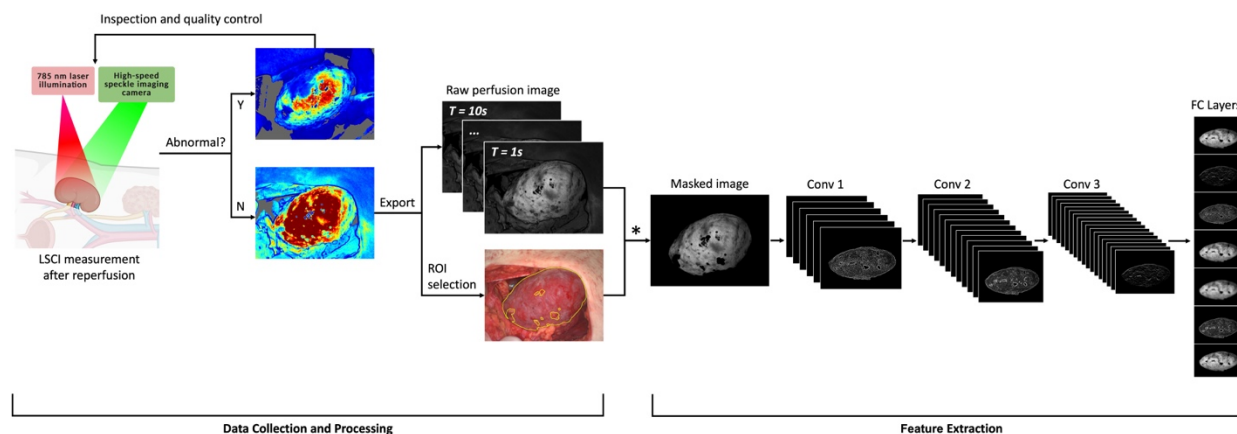 Inspection and quality control
785 nm laser
illumination
High-speed
speckle imaging
camera
LSCI measurement
after reperfusion
Abnormal?
Y
N
Export
Raw perfusion image
T = 10s
...
T = 1s
ROI
selection
*
Masked image
Conv 1
Conv 2
Conv 3
FC Layers
Data Collection and Processing
Feature Extraction